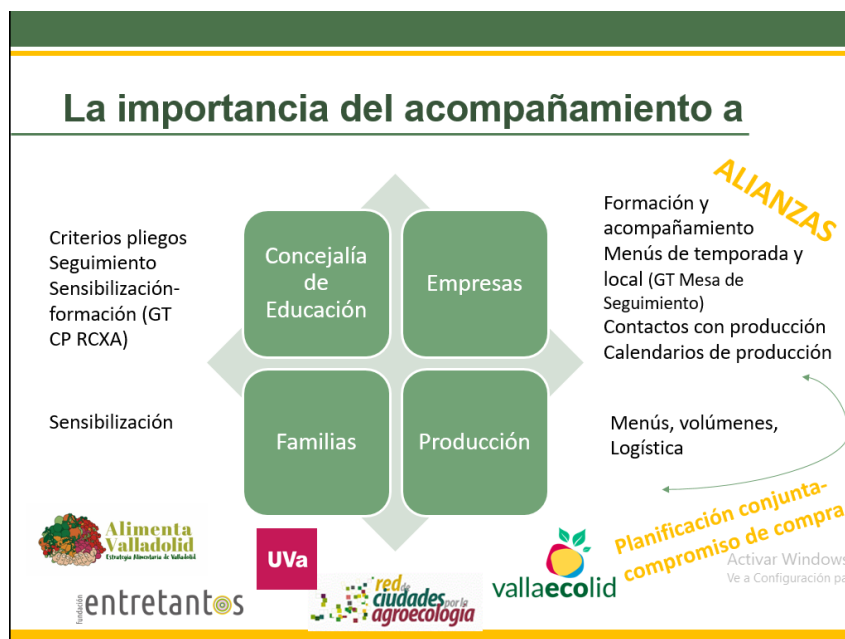 La importancia del acompañamiento a
ALIANZAS
Criterios pliegos
Seguimiento
Sensibilización-
formación (GT
CP RCXA)
Concejalía
de
Educación
Empresas
Formación y
acompañamiento
Menús de temporada y
local (GT Mesa de
Seguimiento)
Contactos con producción
Calendarios de producción
Sensibilización
Familias
Producción
Menús, volúmenes,
Logística
Planificación conjunta-
compromiso de compra
Alimenta
Valladolid
Estrategia Alimentaria de Valladolid
UVa
vallaecolid
Activar Windows
Ve a Configuración pa
Fundación
entretantos
red de
ciudades por la
agroecología